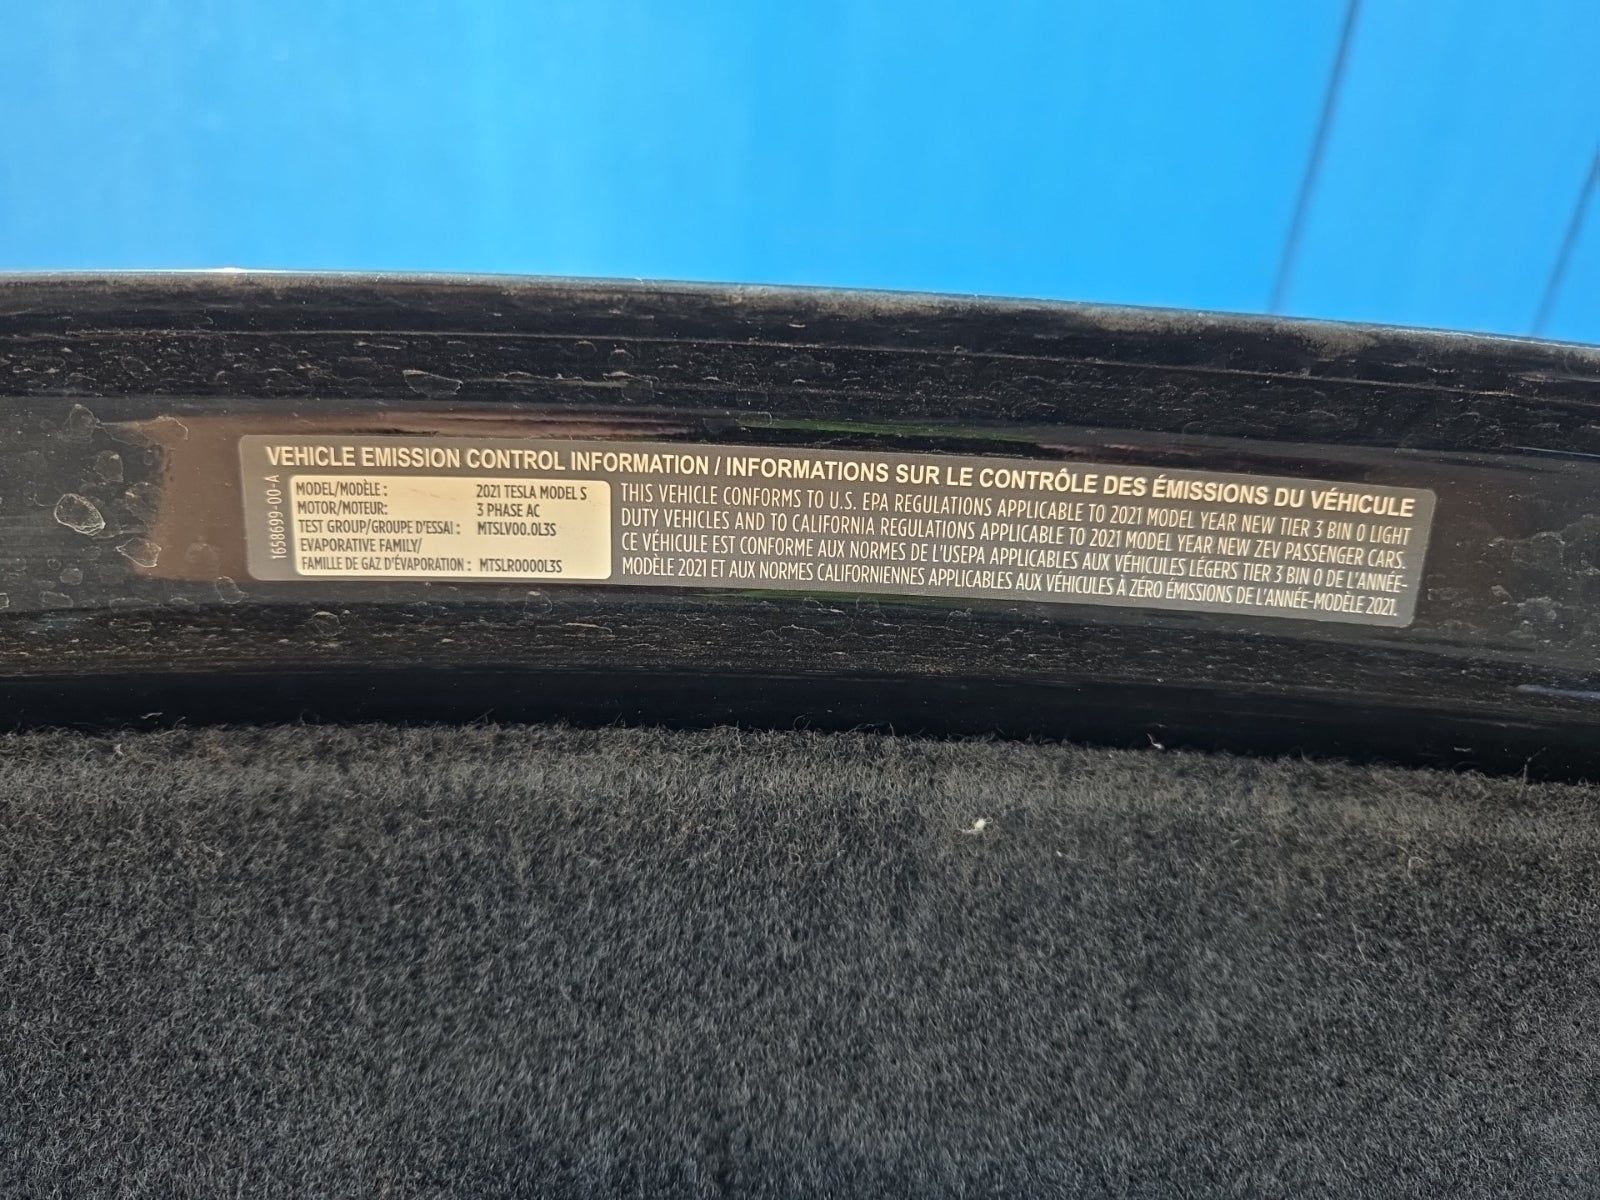 VEHICLE EMISSION CONTROL INFORMATION / INFORMATIONS SUR LE CONTRÔLE DES ÉMISSIONS DU VÉHICULE
1658699-00-A
MODEL/MODÈLE : 2021 TESLA MODEL S
MOTOR/MOTEUR: 3 PHASE AC
TEST GROUP/GROUPE D'ESSAI : MTSLV00.0L3S
EVAPORATIVE FAMILY/
FAMILLE DE GAZ D'ÉVAPORATION : MTSLR0000L3S
THIS VEHICLE CONFORMS TO U.S. EPA REGULATIONS APPLICABLE TO 2021 MODEL YEAR NEW TIER 3 BIN 0 LIGHT
DUTY VEHICLES AND TO CALIFORNIA REGULATIONS APPLICABLE TO 2021 MODEL YEAR NEW ZEV PASSENGER CARS.
CE VÉHICULE EST CONFORME AUX NORMES DE L'USEPA APPLICABLES AUX VÉHICULES LÉGERS TIER 3 BIN 0 DE L'ANNÉE-
MODÈLE 2021 ET AUX NORMES CALIFORNIENNES APPLICABLES AUX VÉHICULES À ZÉRO ÉMISSIONS DE L'ANNÉE-MODÈLE 2021.